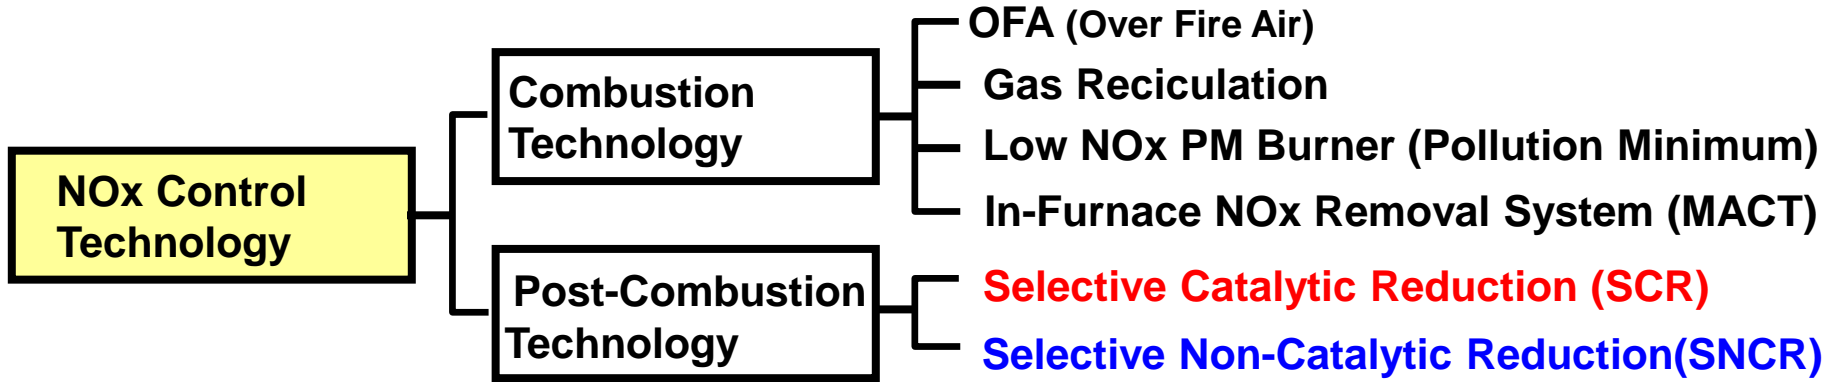 NOx Control
Technology
Combustion
Technology
OFA (Over Fire Air)
Gas Reciculation
Low NOx PM Burner (Pollution Minimum)
In-Furnace NOx Removal System (MACT)
Post-Combustion
Technology
Selective Catalytic Reduction (SCR)
Selective Non-Catalytic Reduction(SNCR)